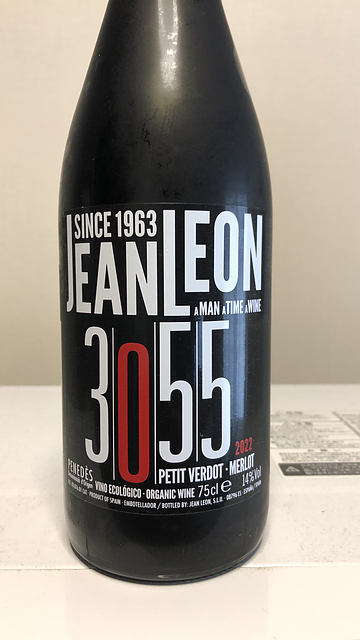 SINCE 1963
JEAN LEON
A MAN A TIME A WINE
3055
2022
PETIT VERDOT · MERLOT
PENEDÈS
14%Vol
VINO ECOLÓGICO · ORGANIC WINE 75cl e
PRODUCT OF SPAIN · EMBOTELLADOR / BOTTLED BY: JEAN LEON, S.L.U.